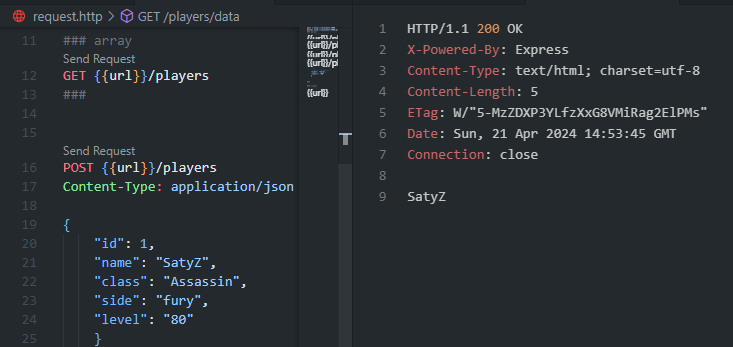 request.http > GET /players/data
11 ### array
Send Request
12 GET {{url}}/players
13 ###
14
15
Send Request
16 POST {{url}}/players
17 Content-Type: application/json
18
19 {
20 "id": 1,
21 "name": "SatyZ",
22 "class": "Assassin",
23 "side": "fury",
24 "level": "80"
25 }
1 HTTP/1.1 200 OK
2 X-Powered-By: Express
3 Content-Type: text/html; charset=utf-8
4 Content-Length: 5
5 ETag: W/"5-MzZDXP3YLfzXxG8VMiRag2ElPMs"
6 Date: Sun, 21 Apr 2024 14:53:45 GMT
7 Connection: close
8
9 SatyZ